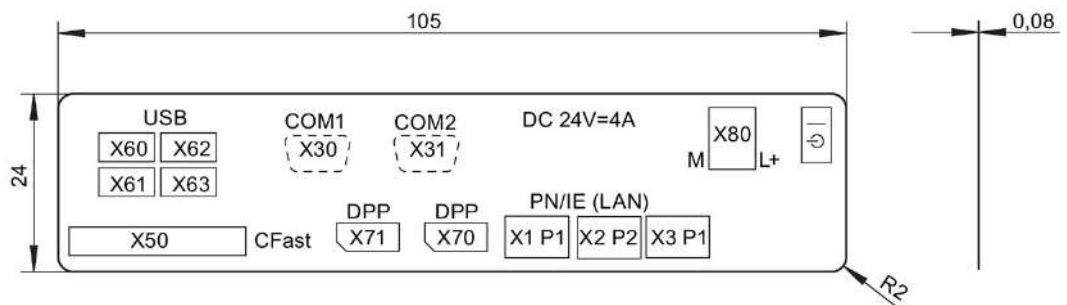 105
0,08
24
USB
COM1
COM2
DC 24V=4A
X60
X62
X30
X31
X80
M
L+
X61
X63
PN/IE (LAN)
DPP
DPP
X50
CFast
X71
X70
X1 P1
X2 P2
X3 P1
R2